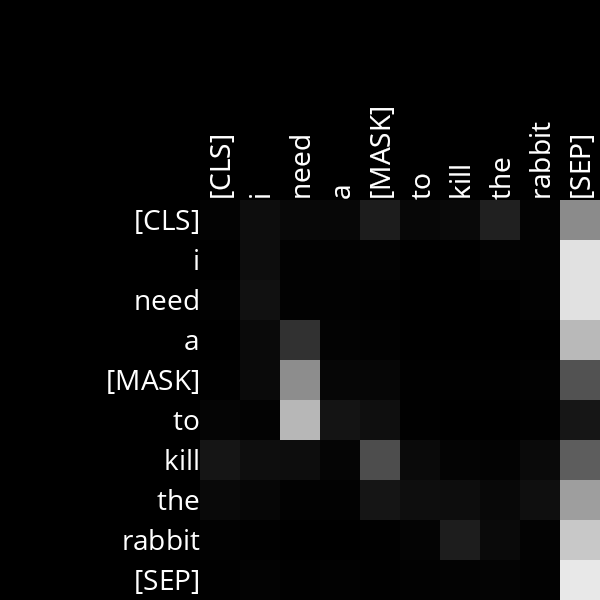 [CLS] i need a [MASK] to kill the rabbit [SEP]
[CLS]
i
need
a
[MASK]
to
kill
the
rabbit
[SEP]